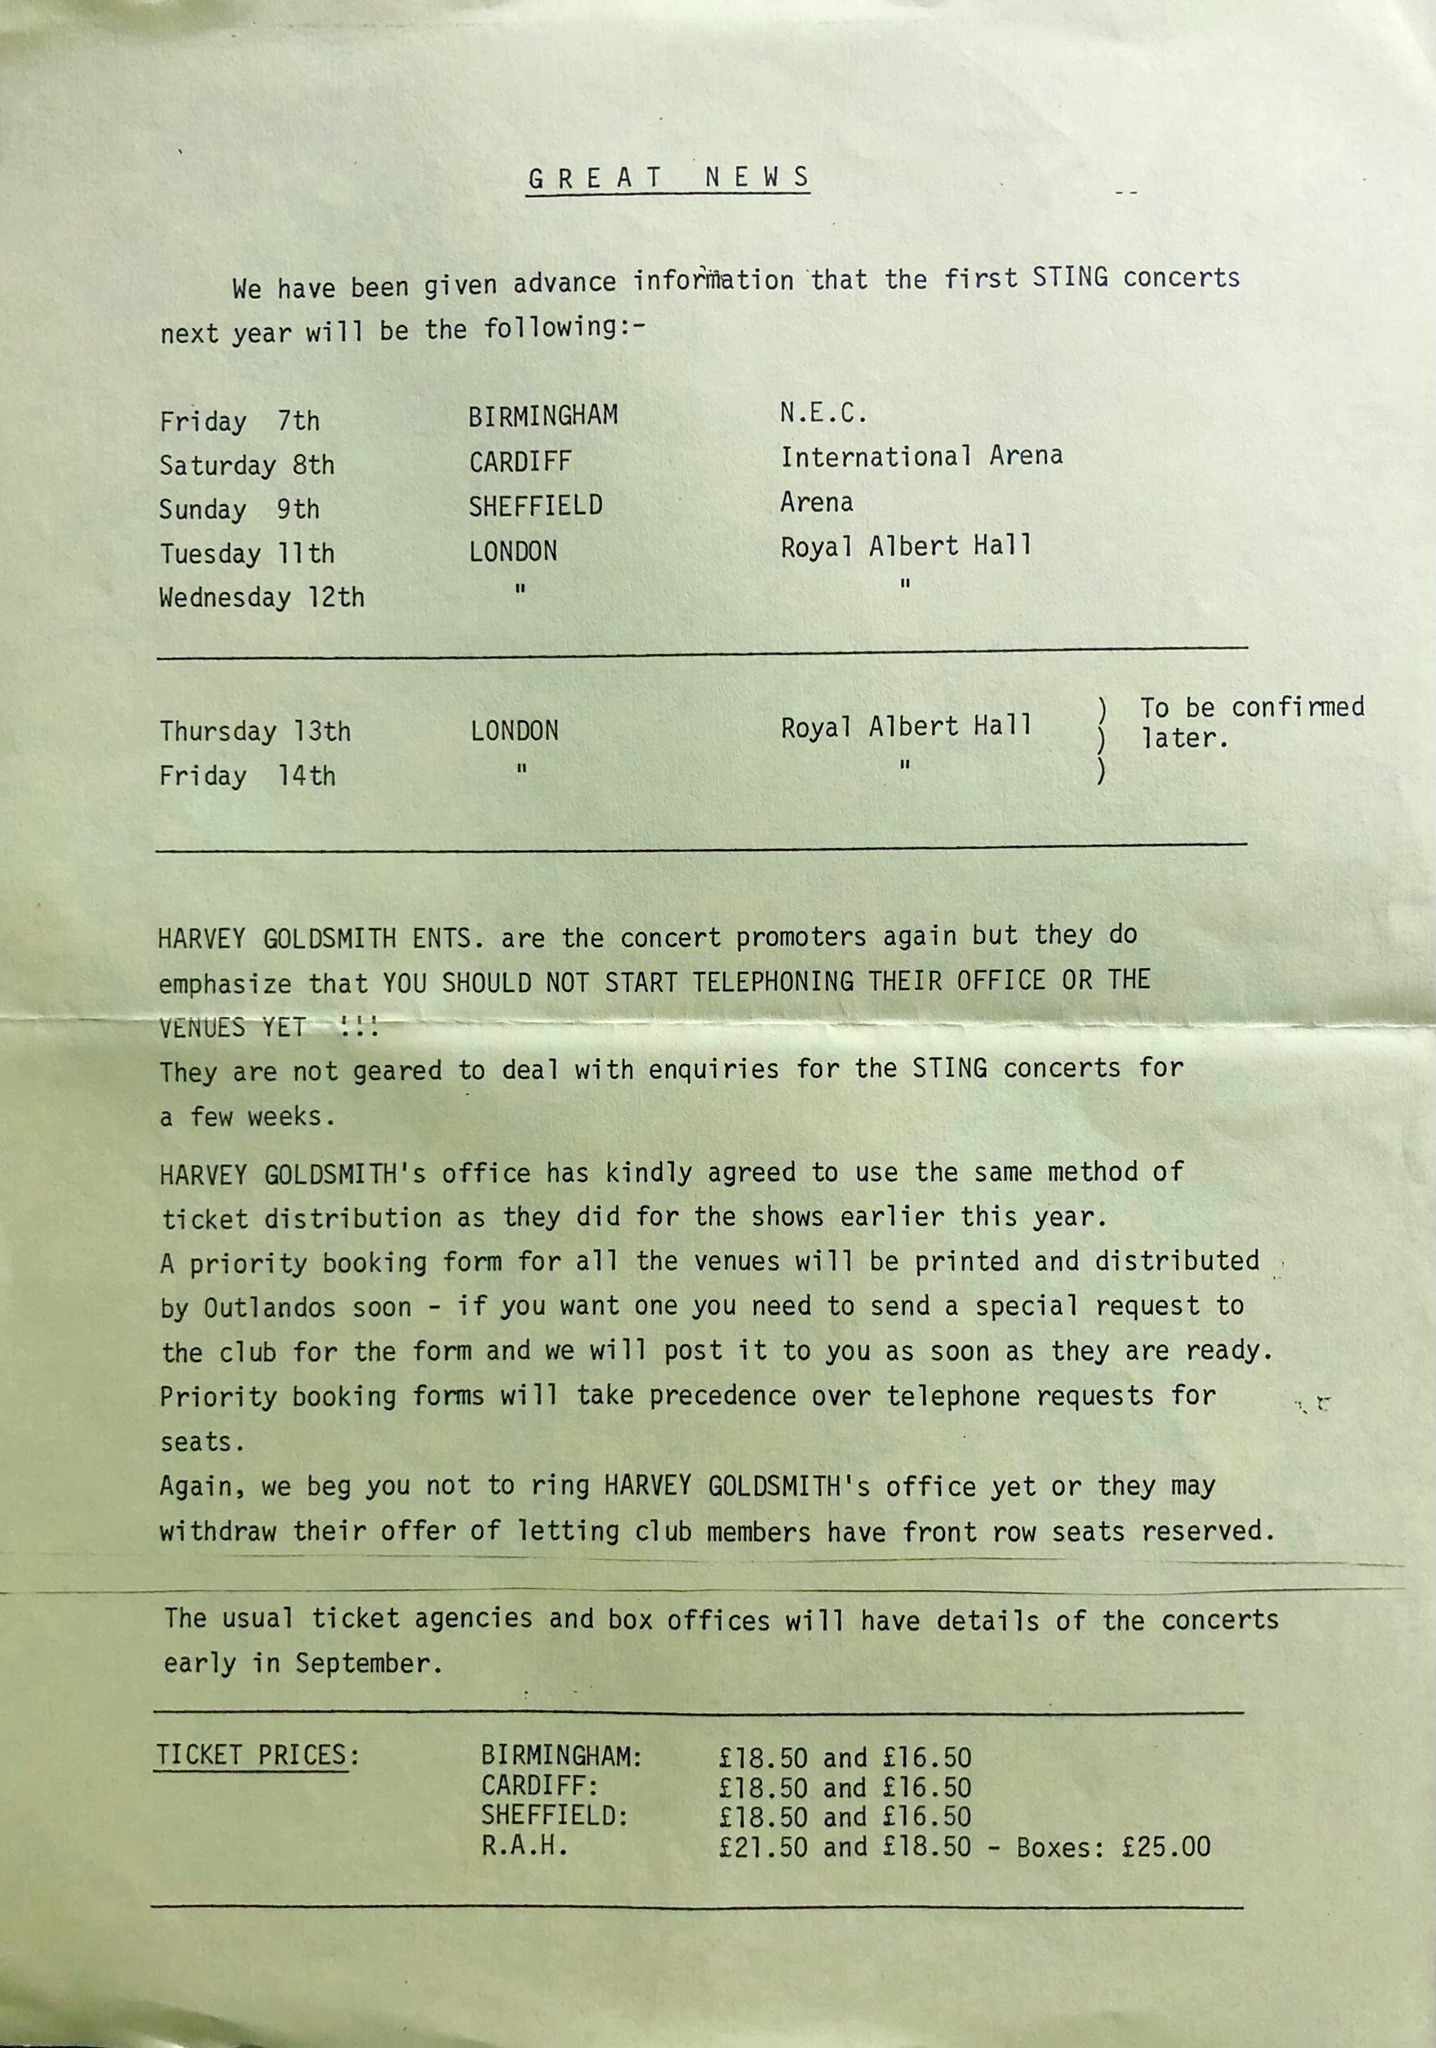 GREAT NEWS
We have been given advance information that the first STING concerts
next year will be the following:-
Friday 7th BIRMINGHAM N.E.C.
Saturday 8th CARDIFF International Arena
Sunday 9th SHEFFIELD Arena
Tuesday 11th LONDON Royal Albert Hall
Wednesday 12th " "
Thursday 13th LONDON Royal Albert Hall ) To be confirmed
) later.
Friday 14th " " )
HARVEY GOLDSMITH ENTS. are the concert promoters again but they do
emphasize that YOU SHOULD NOT START TELEPHONING THEIR OFFICE OR THE
VENUES YET !!!
They are not geared to deal with enquiries for the STING concerts for
a few weeks.
HARVEY GOLDSMITH's office has kindly agreed to use the same method of
ticket distribution as they did for the shows earlier this year.
A priority booking form for all the venues will be printed and distributed
by Outlandos soon - if you want one you need to send a special request to
the club for the form and we will post it to you as soon as they are ready.
Priority booking forms will take precedence over telephone requests for
seats.
Again, we beg you not to ring HARVEY GOLDSMITH's office yet or they may
withdraw their offer of letting club members have front row seats reserved.
The usual ticket agencies and box offices will have details of the concerts
early in September.
TICKET PRICES: BIRMINGHAM: £18.50 and £16.50
CARDIFF: £18.50 and £16.50
SHEFFIELD: £18.50 and £16.50
R.A.H. £21.50 and £18.50 - Boxes: £25.00